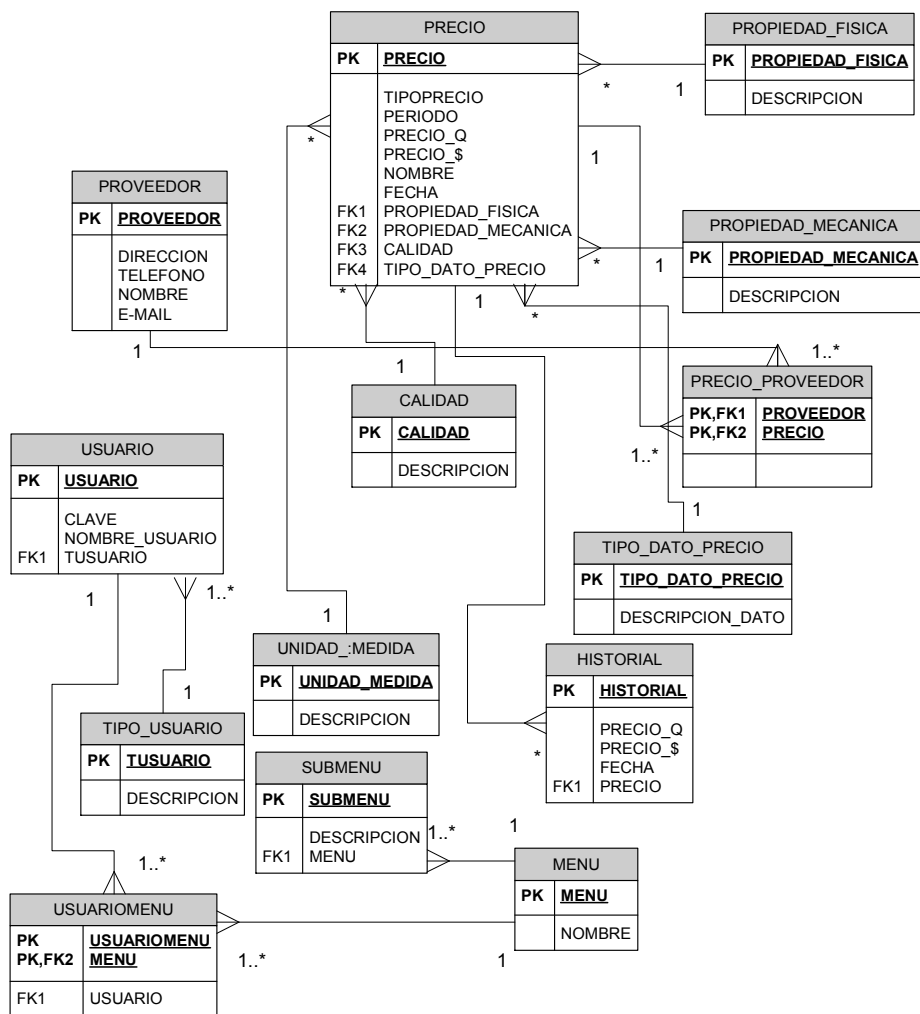 PRECIO
PK PRECIO
TIPOPRECIO
PERIODO
PRECIO_Q
PRECIO_$
NOMBRE
FECHA
FK1 PROPIEDAD_FISICA
FK2 PROPIEDAD_MECANICA
FK3 CALIDAD
FK4 TIPO_DATO_PRECIO
PROPIEDAD_FISICA
PK PROPIEDAD_FISICA
DESCRIPCION
* 1
*
1
PROVEEDOR
PK PROVEEDOR
DIRECCION
TELEFONO
NOMBRE
E-MAIL
PROPIEDAD_MECANICA
PK PROPIEDAD_MECANICA
DESCRIPCION
* 1
* 1 *
1 1 1..*
PRECIO_PROVEEDOR
PK,FK1 PROVEEDOR
PK,FK2 PRECIO
1..*
CALIDAD
PK CALIDAD
DESCRIPCION
USUARIO
PK USUARIO
CLAVE
NOMBRE_USUARIO
FK1 TUSUARIO
1 1..*
1
TIPO_DATO_PRECIO
PK TIPO_DATO_PRECIO
DESCRIPCION_DATO
1
UNIDAD_:MEDIDA
PK UNIDAD_MEDIDA
DESCRIPCION
HISTORIAL
PK HISTORIAL
PRECIO_Q
PRECIO_$
FECHA
FK1 PRECIO
*
1
TIPO_USUARIO
PK TUSUARIO
DESCRIPCION
SUBMENU
PK SUBMENU
DESCRIPCION
FK1 MENU
1..* 1
MENU
PK MENU
NOMBRE
1..*
USUARIOMENU
PK USUARIOMENU
PK,FK2 MENU
FK1 USUARIO
1..* 1